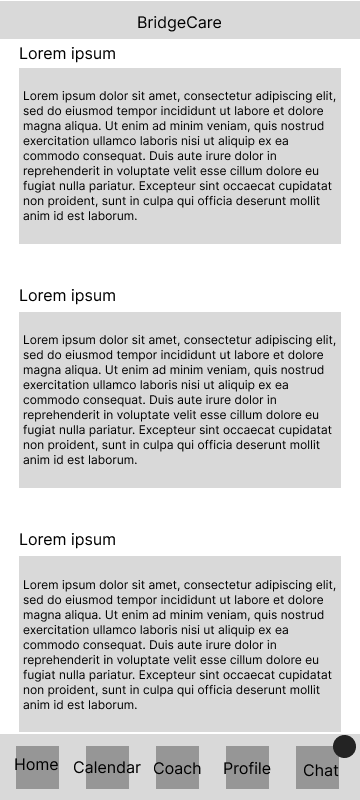 BridgeCare
Lorem ipsum
Lorem ipsum dolor sit amet, consectetur adipiscing elit,
sed do eiusmod tempor incididunt ut labore et dolore
magna aliqua. Ut enim ad minim veniam, quis nostrud
exercitation ullamco laboris nisi ut aliquip ex ea
commodo consequat. Duis aute irure dolor in
reprehenderit in voluptate velit esse cillum dolore eu
fugiat nulla pariatur. Excepteur sint occaecat cupidatat
non proident, sunt in culpa qui officia deserunt mollit
anim id est laborum.
Lorem ipsum
Lorem ipsum dolor sit amet, consectetur adipiscing elit,
sed do eiusmod tempor incididunt ut labore et dolore
magna aliqua. Ut enim ad minim veniam, quis nostrud
exercitation ullamco laboris nisi ut aliquip ex ea
commodo consequat. Duis aute irure dolor in
reprehenderit in voluptate velit esse cillum dolore eu
fugiat nulla pariatur. Excepteur sint occaecat cupidatat
non proident, sunt in culpa qui officia deserunt mollit
anim id est laborum.
Lorem ipsum
Lorem ipsum dolor sit amet, consectetur adipiscing elit,
sed do eiusmod tempor incididunt ut labore et dolore
magna aliqua. Ut enim ad minim veniam, quis nostrud
exercitation ullamco laboris nisi ut aliquip ex ea
commodo consequat. Duis aute irure dolor in
reprehenderit in voluptate velit esse cillum dolore eu
fugiat nulla pariatur. Excepteur sint occaecat cupidatat
non proident, sunt in culpa qui officia deserunt mollit
anim id est laborum.
Home Calendar Coach Profile Chat